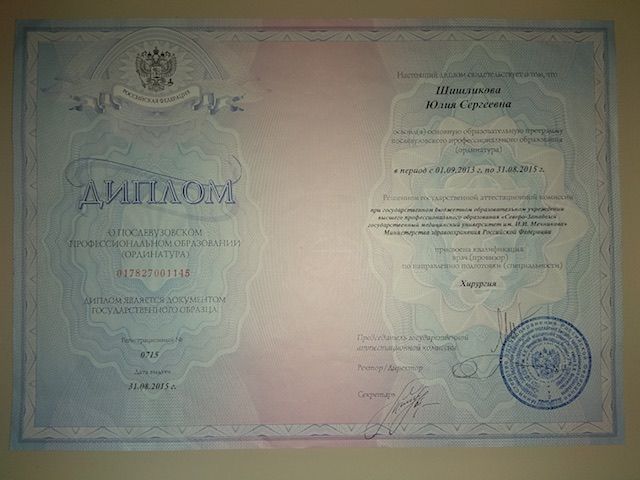 РОССИЙСКАЯ ФЕДЕРАЦИЯ
ДИПЛОМ
О ПОСЛЕВУЗОВСКОМ
ПРОФЕССИОНАЛЬНОМ ОБРАЗОВАНИИ
(ОРДИНАТУРА)
017827001145
ДИПЛОМ ЯВЛЯЕТСЯ ДОКУМЕНТОМ
ГОСУДАРСТВЕННОГО ОБРАЗЦА
Регистрационный №
0715
Дата выдачи
31.08.2015 г.
Настоящий диплом свидетельствует о том, что
Шишликова
Юлия Сергеевна
освоил(а) основную образовательную программу
послевузовского профессионального образования
(ординатура)
в период с 01.09.2013 г. по 31.08.2015 г.
Решением государственной аттестационной комиссии
при государственном бюджетном образовательном учреждении
высшего профессионального образования «Северо-Западный
государственный медицинский университет им. И.И. Мечникова»
Министерства здравоохранения Российской Федерации
присвоена квалификация
врач (провизор)
по направлению подготовки (специальности)
Хирургия
Председатель государственной
аттестационной комиссии
Ректор/Директор
Секретарь